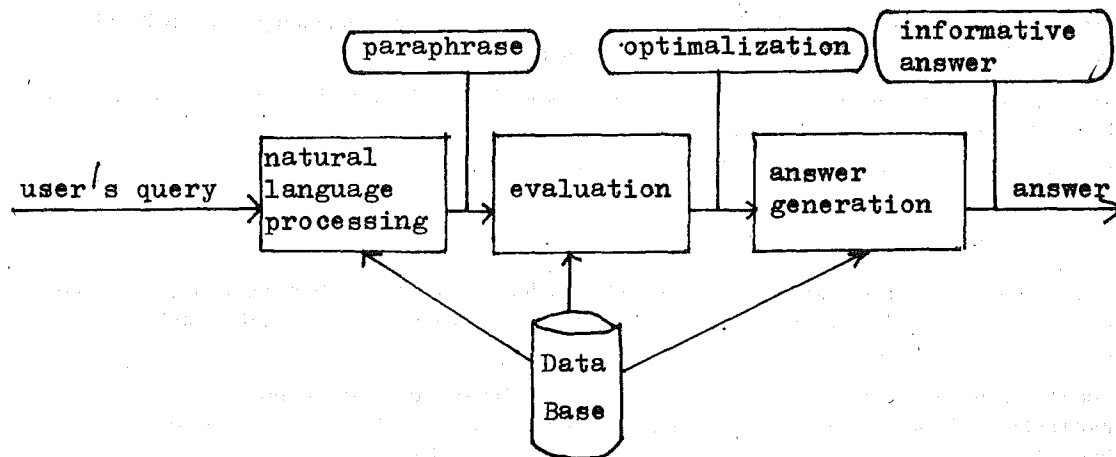 paraphrase
optimalization
informative
answer
user's query
natural
language
processing
evaluation
answer
generation
answer
Data
Base